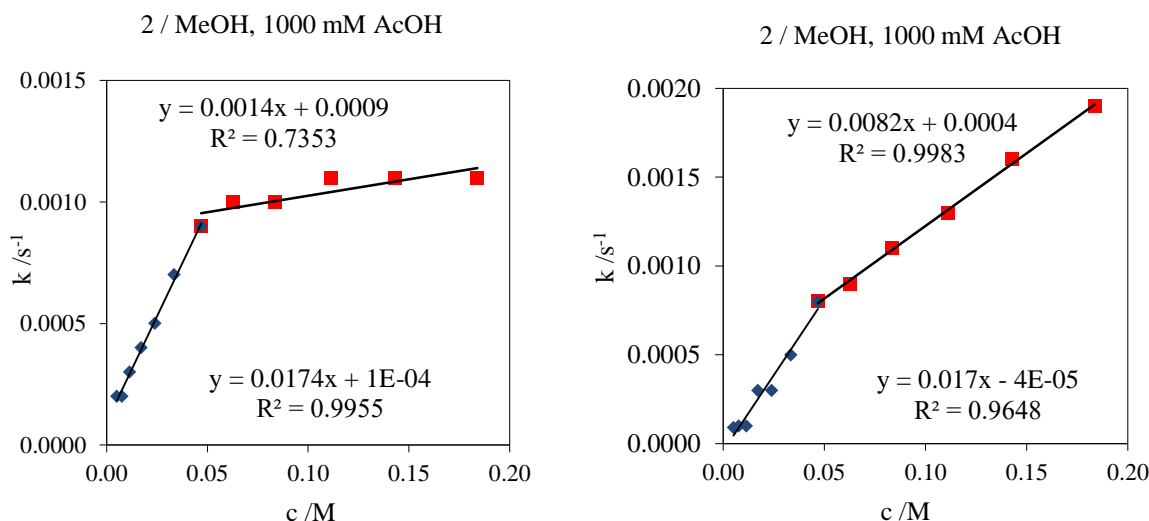 2 / MeOH, 1000 mM AcOH
0.0015
y = 0.0014x + 0.0009
R² = 0.7353
0.0010
k /s⁻¹
0.0005
y = 0.0174x + 1E-04
R² = 0.9955
0.0000
0.00 0.05 0.10 0.15 0.20
c /M
2 / MeOH, 1000 mM AcOH
0.0020
y = 0.0082x + 0.0004
R² = 0.9983
0.0015
k /s⁻¹
0.0010
0.0005
y = 0.017x - 4E-05
R² = 0.9648
0.0000
0.00 0.05 0.10 0.15 0.20
c /M